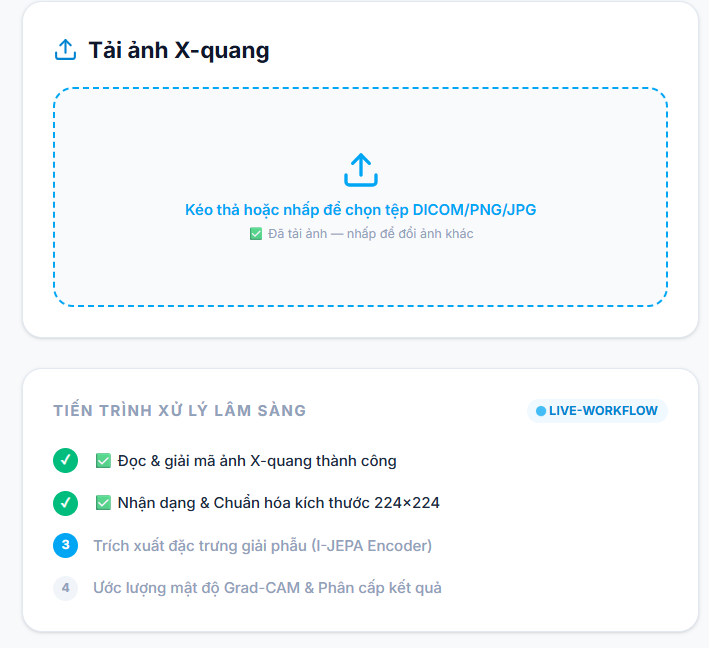 Tải ảnh X-quang
Kéo thả hoặc nhấp để chọn tệp DICOM/PNG/JPG
✅ Đã tải ảnh — nhấp để đổi ảnh khác
TIẾN TRÌNH XỬ LÝ LÂM SÀNG
LIVE-WORKFLOW
✓ ✅ Đọc & giải mã ảnh X-quang thành công
✓ ✅ Nhận dạng & Chuẩn hóa kích thước 224×224
3 Trích xuất đặc trưng giải phẫu (I-JEPA Encoder)
4 Ước lượng mật độ Grad-CAM & Phân cấp kết quả